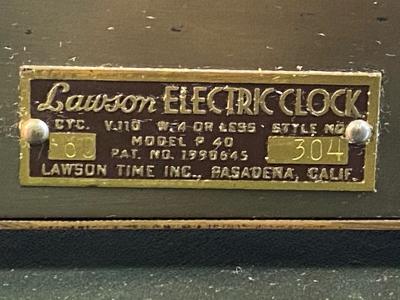 Lawson ELECTRIC CLOCK
CYC. V.110 W.4 OR LESS STYLE NO.
60 MODEL P 40 304
PAT. NO. 1990645
LAWSON TIME INC., PASADENA, CALIF.